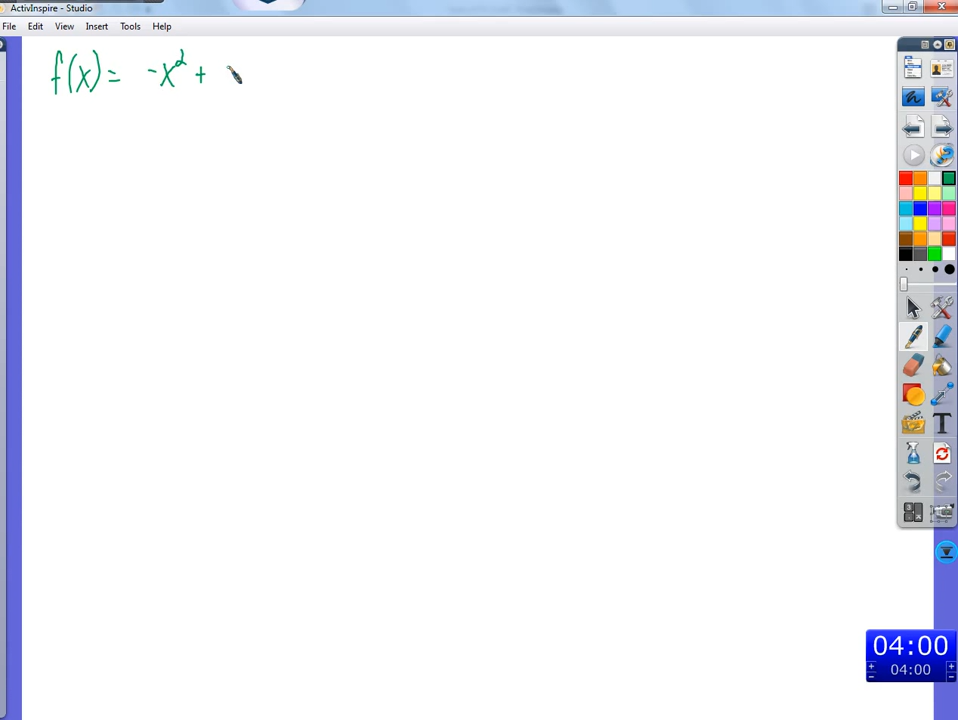 ActivInspire - Studio
File Edit View Insert Tools Help
f(x) = -x² +
04:00
04:00